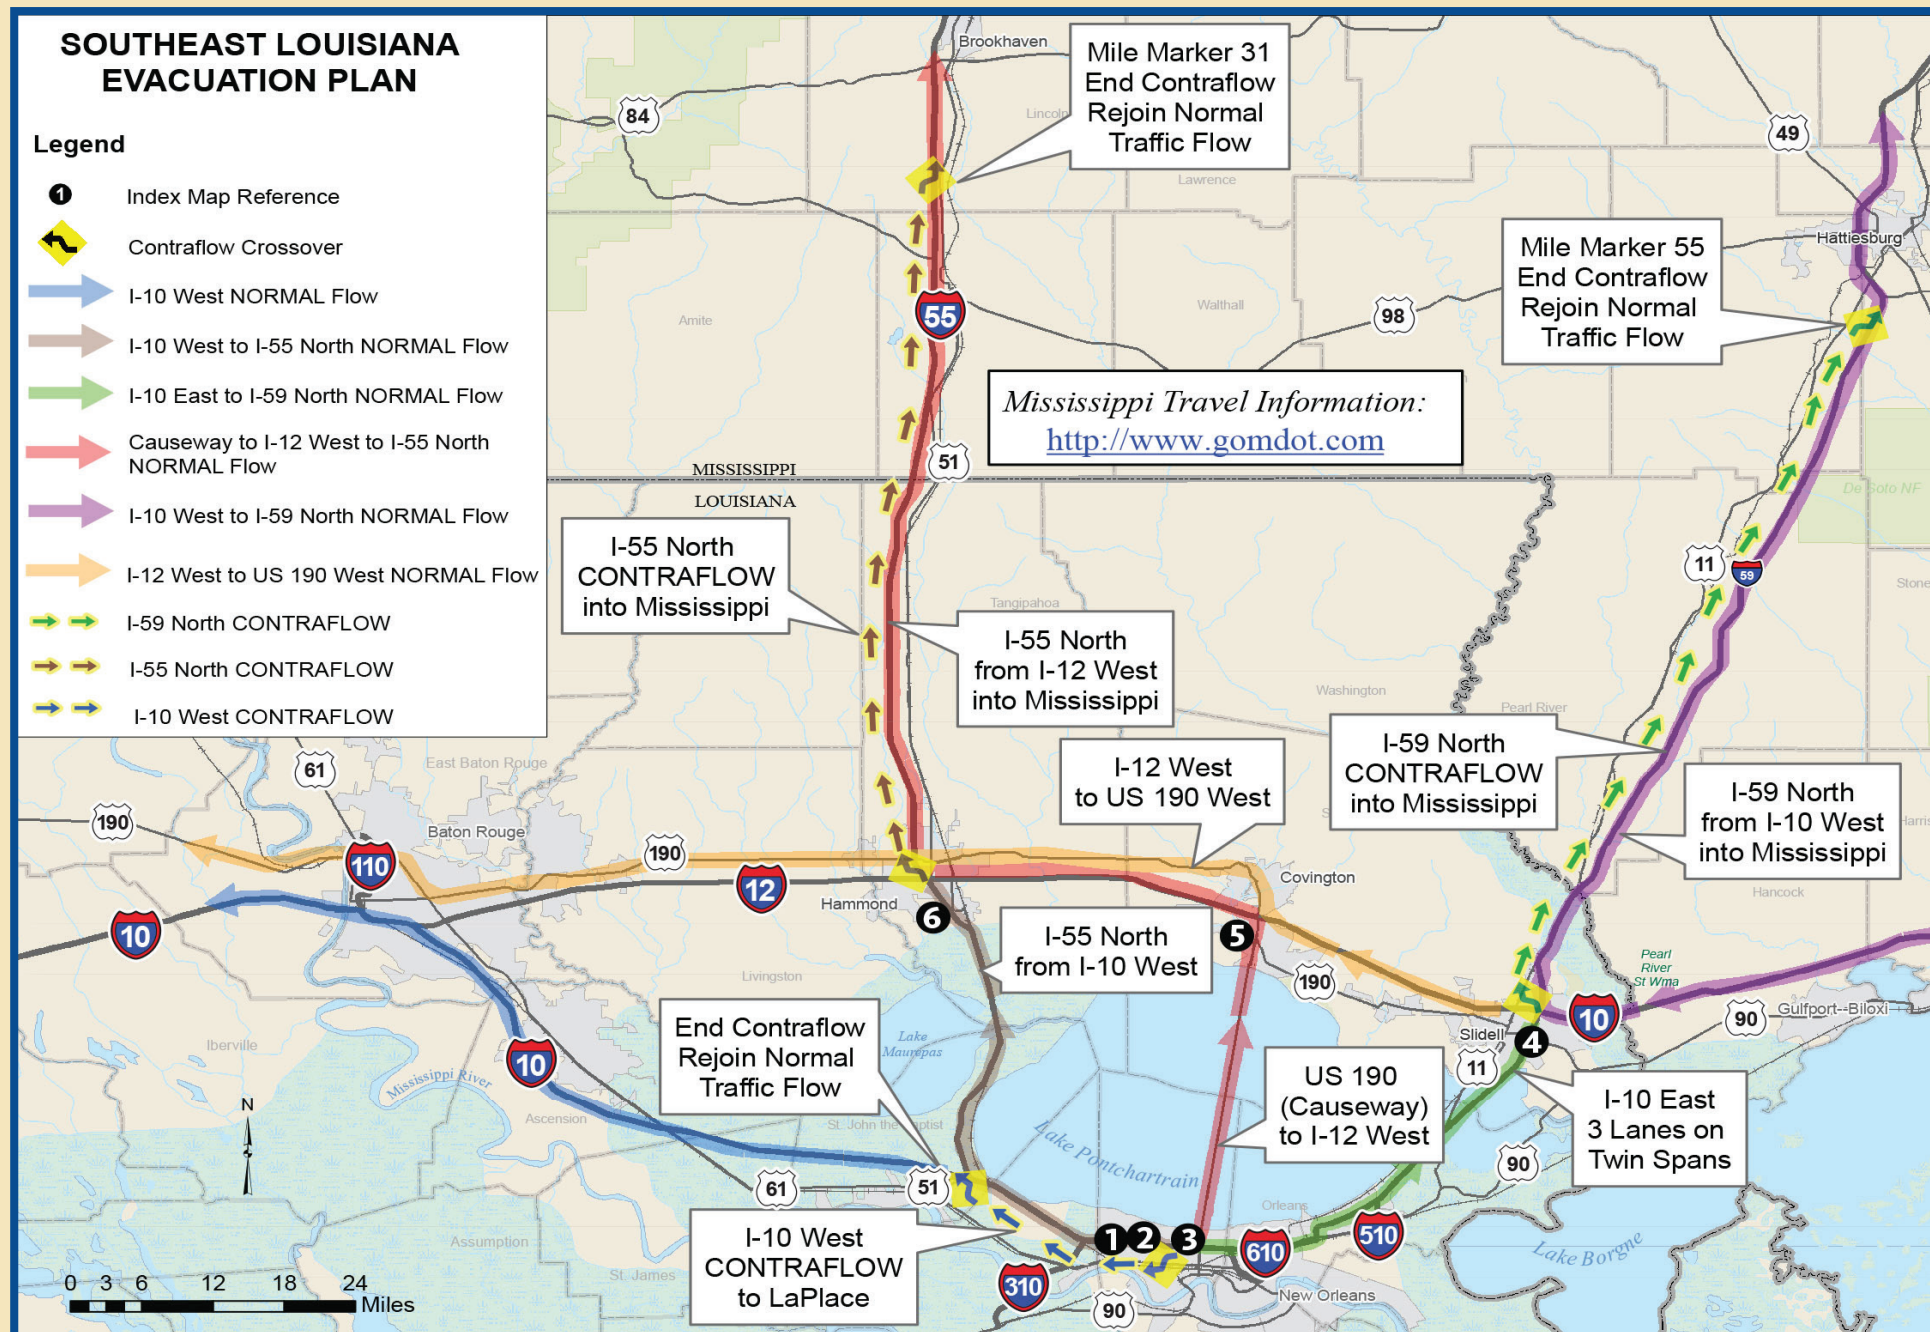 SOUTHEAST LOUISIANA
EVACUATION PLAN
Legend
1
Index Map Reference
Contraflow Crossover
I-10 West NORMAL Flow
I-10 West to I-55 North NORMAL Flow
I-10 East to I-59 North NORMAL Flow
Causeway to I-12 West to I-55 North
NORMAL Flow
I-10 West to I-59 North NORMAL Flow
I-12 West to US 190 West NORMAL Flow
I-59 North CONTRAFLOW
I-55 North CONTRAFLOW
I-10 West CONTRAFLOW
Brookhaven
Mile Marker 31
End Contraflow
Rejoin Normal
Traffic Flow
84
Lincoln
49
Lawrence
Hattiesburg
Mile Marker 55
End Contraflow
Rejoin Normal
Traffic Flow
55
Amite
Walthall
98
Mississippi Travel Information:
http://www.gomdot.com
51
MISSISSIPPI
LOUISIANA
De Soto NF
I-55 North
CONTRAFLOW
into Mississippi
11
59
Stone
Tangipahoa
I-55 North
from I-12 West
into Mississippi
Washington
Pearl River
I-59 North
CONTRAFLOW
into Mississippi
61
East Baton Rouge
I-12 West
to US 190 West
I-59 North
from I-10 West
into Mississippi
190
Baton Rouge
110
190
12
Hammond
Covington
Hancock
10
6
5
I-55 North
from I-10 West
Livingston
190
Pearl
River
St Wma
10
90
Gulfport--Biloxi
Slidell
4
11
End Contraflow
Rejoin Normal
Traffic Flow
Lake
Maurepas
Iberville
10
Mississippi River
N
Ascension
US 190
(Causeway)
to I-12 West
I-10 East
3 Lanes on
Twin Spans
Lake Pontchartrain
90
61
51
Orleans
I-10 West
CONTRAFLOW
to LaPlace
1
2
3
610
510
Lake Borgne
Assumption
St. James
310
90
New Orleans
0 3 6 12 18 24
Miles